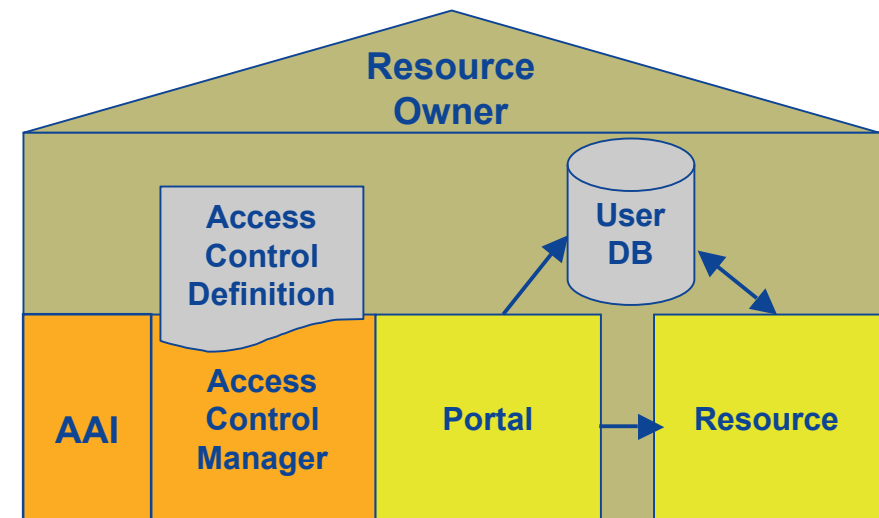 Resource
Owner
User
DB
Access
Control
Definition
AAI
Access
Control
Manager
Portal
Resource